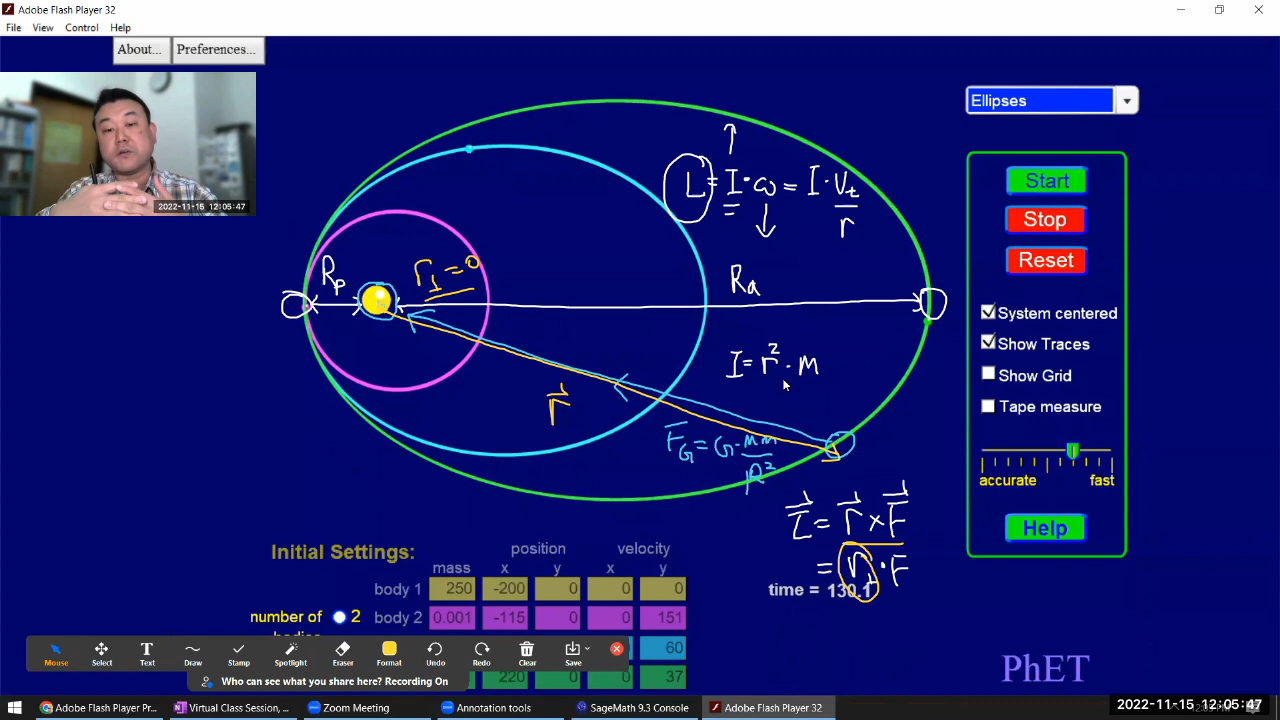 Adobe Flash Player 32
File View Control Help
About... Preferences...
2022-11-15 12:05:47
Ellipses
Start
Stop
Reset
System centered
Show Traces
Show Grid
Tape measure
accurate fast
Help
L = I · ω = I · Vt / r
Rp
r⊥ = 0
Ra
I = r² · m
r⃗
F_G = G · Mm / R²
τ⃗ = r⃗ × F⃗
= r⊥ · F
time = 130.1
Initial Settings:
position velocity
mass x y x y
body 1 250 -200 0 0 0
number of
2 body 2 0.001 -115 0 0 151
60
220 0 0 37
Mouse Select Text Draw Stamp Spotlight Eraser Format Undo Redo Clear Save
Who can see what you share here? Recording On
PhET
Adobe Flash Player Pr... Virtual Class Session, ... Zoom Meeting Annotation tools SageMath 9.3 Console Adobe Flash Player 32
2022-11-15 12:05:47